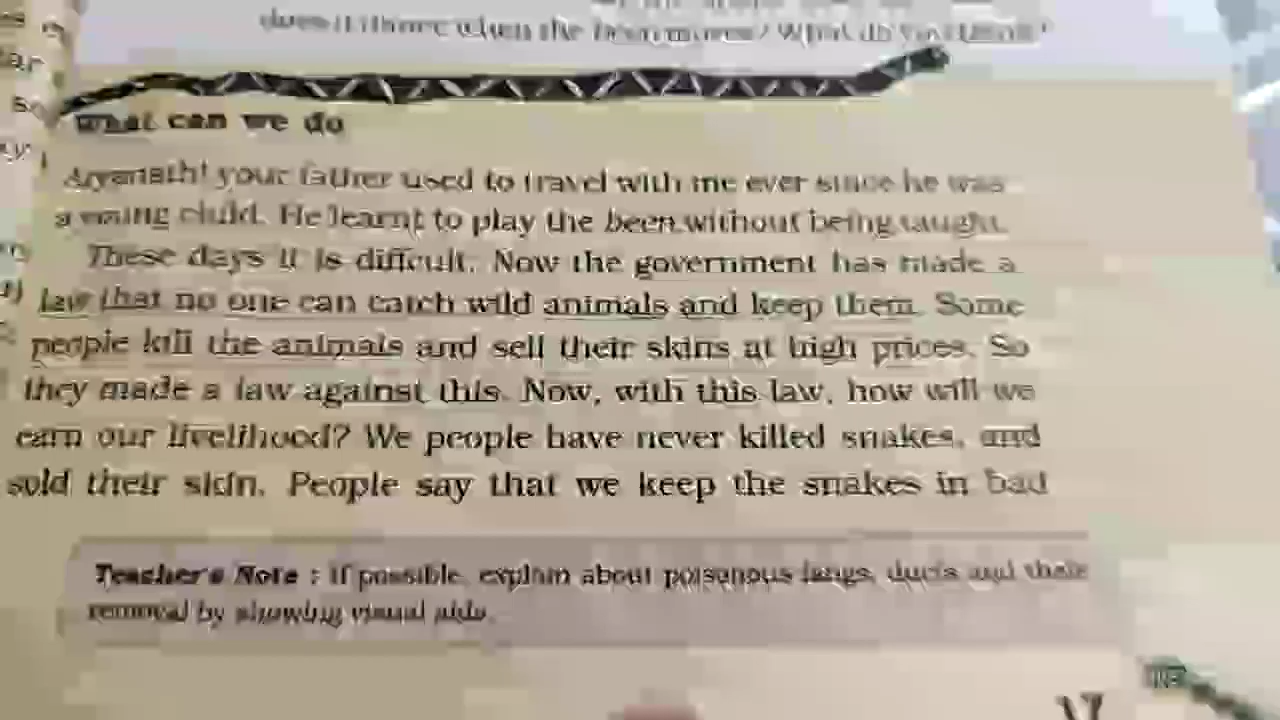 does it dance when the been moves? What do you think?
What can we do
Aryanath! your father used to travel with me ever since he was
a young child. He learnt to play the been without being taught.
These days it is difficult. Now the government has made a
law that no one can catch wild animals and keep them. Some
people kill the animals and sell their skins at high prices. So
they made a law against this. Now, with this law, how will we
earn our livelihood? We people have never killed snakes, and
sold their skin. People say that we keep the snakes in bad
Teacher's Note : If possible, explain about poisonous fangs, ducts and their
removal by showing visual aids.
17